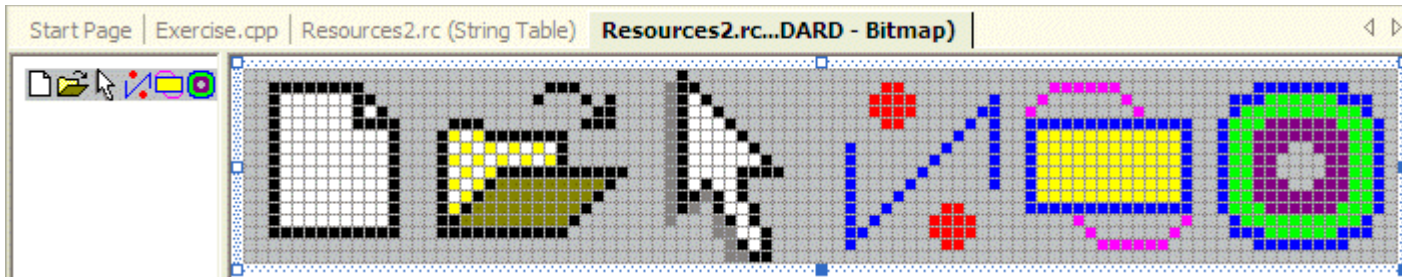 Start Page | Exercise.cpp | Resources2.rc (String Table) Resources2.rc...DARD - Bitmap)